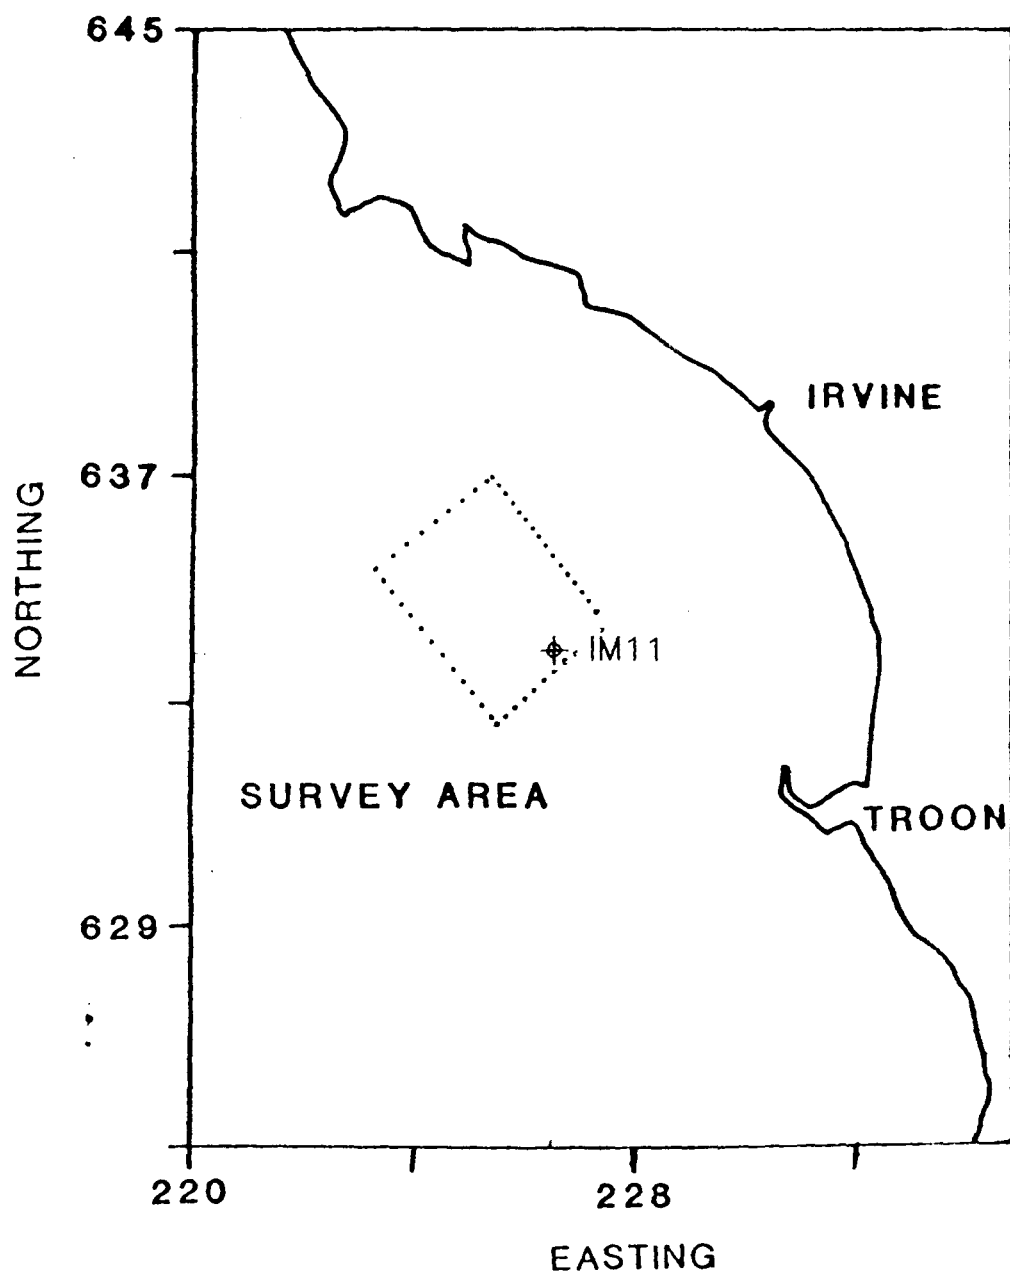 645
IRVINE
637
NORTHING
IM11
SURVEY AREA
TROON
629
220
228
EASTING